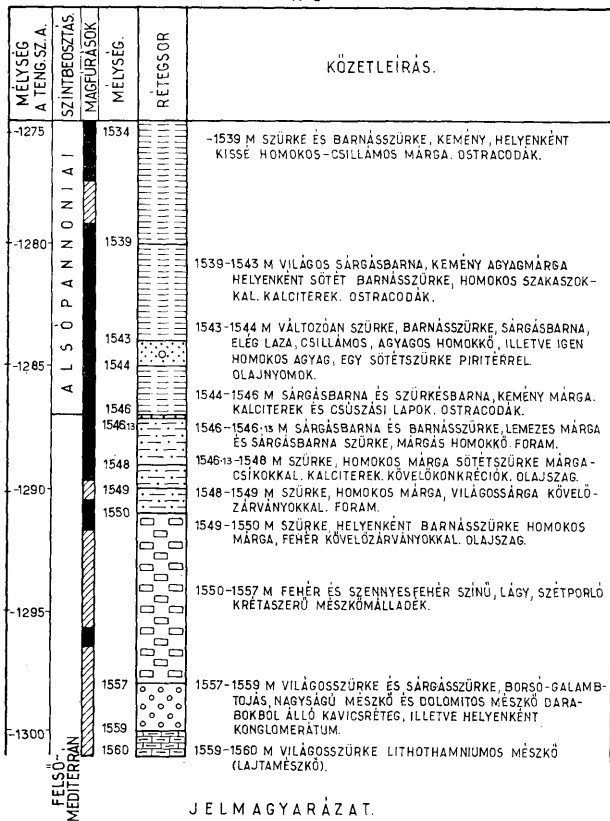 MÉLYSÉG A TENG.SZ.A.
SZÍNTBEOSZTÁS.
MAGFÚRÁSOK
MÉLYSÉG.
RÉTEGSOR
KŐZETLEÍRÁS.
-1275
-1280
-1285
-1290
-1295
-1300
ALSÓPANNONIAI
FELSŐ-
MEDITERRÁN
1534
1539
1543
1544
1546
1546·13
1548
1549
1550
1557
1559
1560
-1539 M SZÜRKE ÉS BARNÁSSZÜRKE, KEMÉNY, HELYENKÉNT
KISSÉ HOMOKOS-CSILLÁMOS MÁRGA. OSTRACODÁK.
1539-1543 M VILÁGOS SÁRGÁSBARNA, KEMÉNY AGYAGMÁRGA
HELYENKÉNT SÖTÉT BARNÁSSZÜRKE, HOMOKOS SZAKASZOK-
KAL. KALCITEREK. OSTRACODÁK.
1543-1544 M VÁLTOZÓAN SZÜRKE, BARNÁSSZÜRKE, SÁRGÁSBARNA,
ELÉG LAZA, CSILLÁMOS, AGYAGOS HOMOKKŐ, ILLETVE IGEN
HOMOKOS AGYAG, EGY SÖTÉTSZÜRKE PIRITÉRREL
OLAJNYOMOK.
1544-1546 M SÁRGÁSBARNA ÉS SZÜRKÉSBARNA, KEMÉNY MÁRGA.
KALCITEREK ÉS CSÚSZÁSI LAPOK. OSTRACODÁK.
1546-1546·13 M SÁRGÁSBARNA ÉS BARNÁSSZÜRKE, LEMEZES MÁRGA
ÉS SÁRGÁSBARNA SZÜRKE, MÁRGÁS HOMOKKŐ. FORAM.
1546·13-1548 M SZÜRKE, HOMOKOS MÁRGA SÖTÉTSZÜRKE MÁRGA-
CSÍKOKKAL. KALCITEREK. KÖVELŐKONKRÉCIÓK. OLAJSZAG.
1548-1549 M SZÜRKE, HOMOKOS MÁRGA, VILÁGOSSÁRGA KÖVELŐ-
ZÁRVÁNYOKKAL. FORAM.
1549-1550 M SZÜRKE, HELYENKÉNT BARNÁSSZÜRKE HOMOKOS
MÁRGA, FEHÉR KÖVELŐZÁRVÁNYOKKAL. OLAJSZAG.
1550-1557 M FEHÉR ÉS SZENNYESFEHÉR SZÍNŰ, LÁGY, SZÉTPORLÓ
KRÉTASZERŰ MÉSZKŐMÁLLADÉK.
1557-1559 M VILÁGOSSZÜRKE ÉS SÁRGÁSSZÜRKE, BORSÓ-GALAMB-
TOJÁS, NAGYSÁGÚ MÉSZKŐ ÉS DOLOMITOS MÉSZKŐ DARA-
BOKBÓL ÁLLÓ KAVICSRÉTEG, ILLETVE HELYENKÉNT
KONGLOMERÁTUM.
1559-1560 M VILÁGOSSZÜRKE LITHOTHAMNIUMOS MÉSZKŐ
(LAJTAMÉSZKŐ).
JELMAGYARÁZAT.